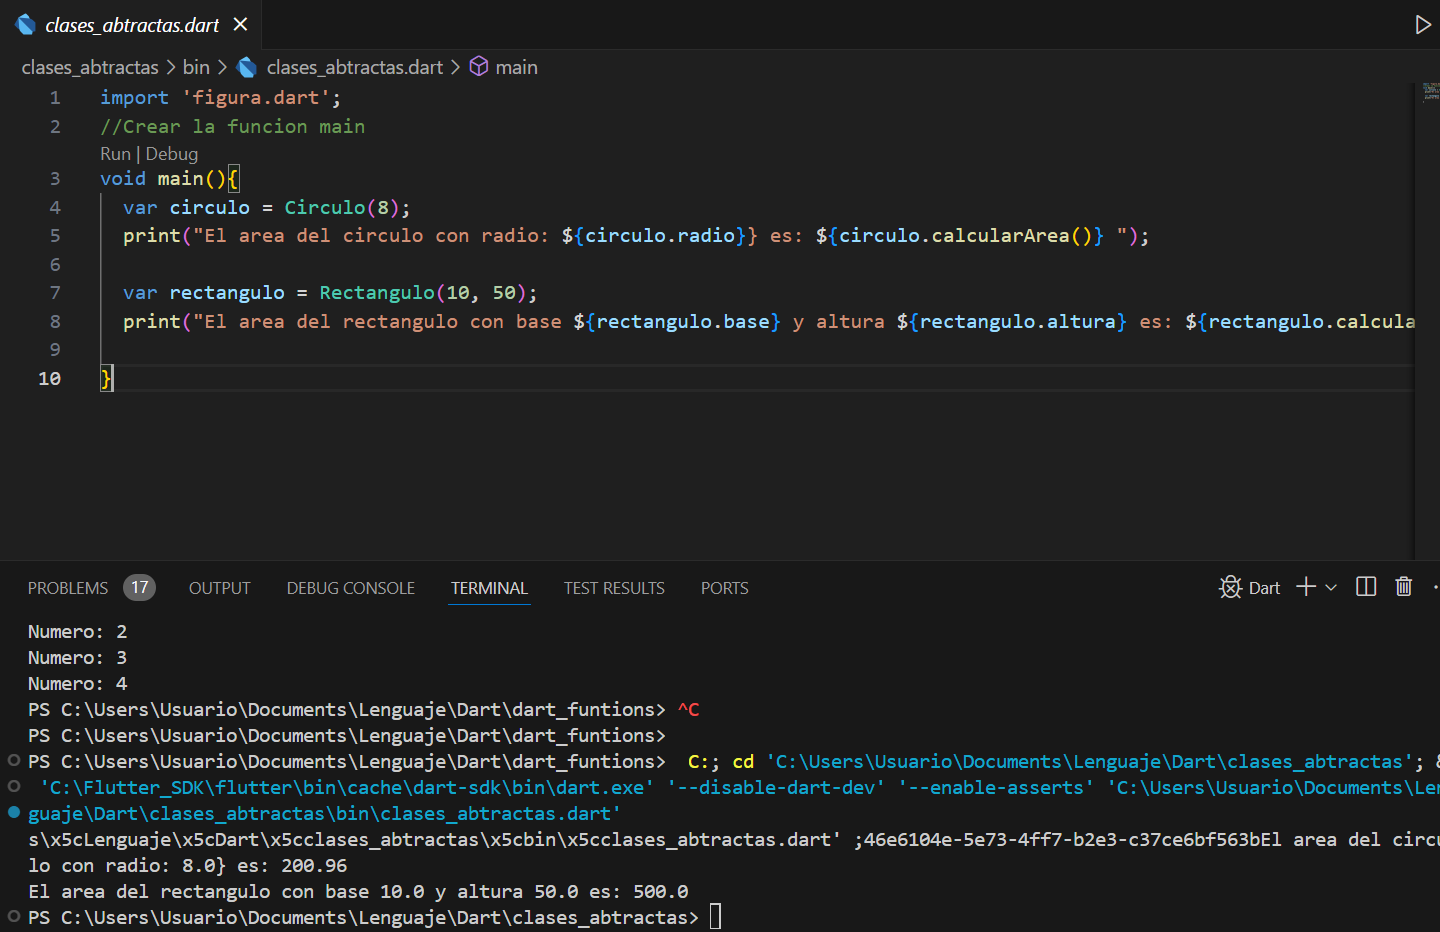 clases_abtractas.dart
clases_abtractas > bin > clases_abtractas.dart > main
1 import 'figura.dart';
2 //Crear la funcion main
Run | Debug
3 void main(){
4 var circulo = Circulo(8);
5 print("El area del circulo con radio: ${circulo.radio}} es: ${circulo.calcularArea()} ");
6
7 var rectangulo = Rectangulo(10, 50);
8 print("El area del rectangulo con base ${rectangulo.base} y altura ${rectangulo.altura} es: ${rectangulo.calcula
9
10 }
PROBLEMS 17 OUTPUT DEBUG CONSOLE TERMINAL TEST RESULTS PORTS Dart
Numero: 2
Numero: 3
Numero: 4
PS C:\Users\Usuario\Documents\Lenguaje\Dart\dart_funtions> ^C
PS C:\Users\Usuario\Documents\Lenguaje\Dart\dart_funtions>
PS C:\Users\Usuario\Documents\Lenguaje\Dart\dart_funtions> C:; cd 'C:\Users\Usuario\Documents\Lenguaje\Dart\clases_abtractas'; &
'C:\Flutter_SDK\flutter\bin\cache\dart-sdk\bin\dart.exe' '--disable-dart-dev' '--enable-asserts' 'C:\Users\Usuario\Documents\Len
guaje\Dart\clases_abtractas\bin\clases_abtractas.dart'
s\x5cLenguaje\x5cDart\x5cclases_abtractas\x5cbin\x5cclases_abtractas.dart' ;46e6104e-5e73-4ff7-b2e3-c37ce6bf563bEl area del circu
lo con radio: 8.0} es: 200.96
El area del rectangulo con base 10.0 y altura 50.0 es: 500.0
PS C:\Users\Usuario\Documents\Lenguaje\Dart\clases_abtractas>